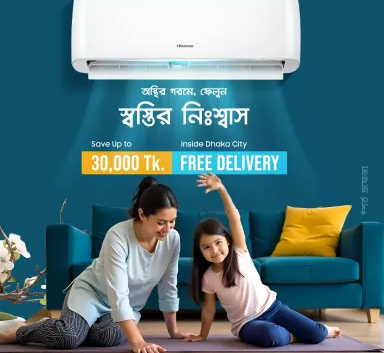 Hisense
অস্থির গরমে, ফেলুন
স্বস্তির নিঃশ্বাস
Save Up to
30,000 Tk.
Inside Dhaka City
FREE DELIVERY